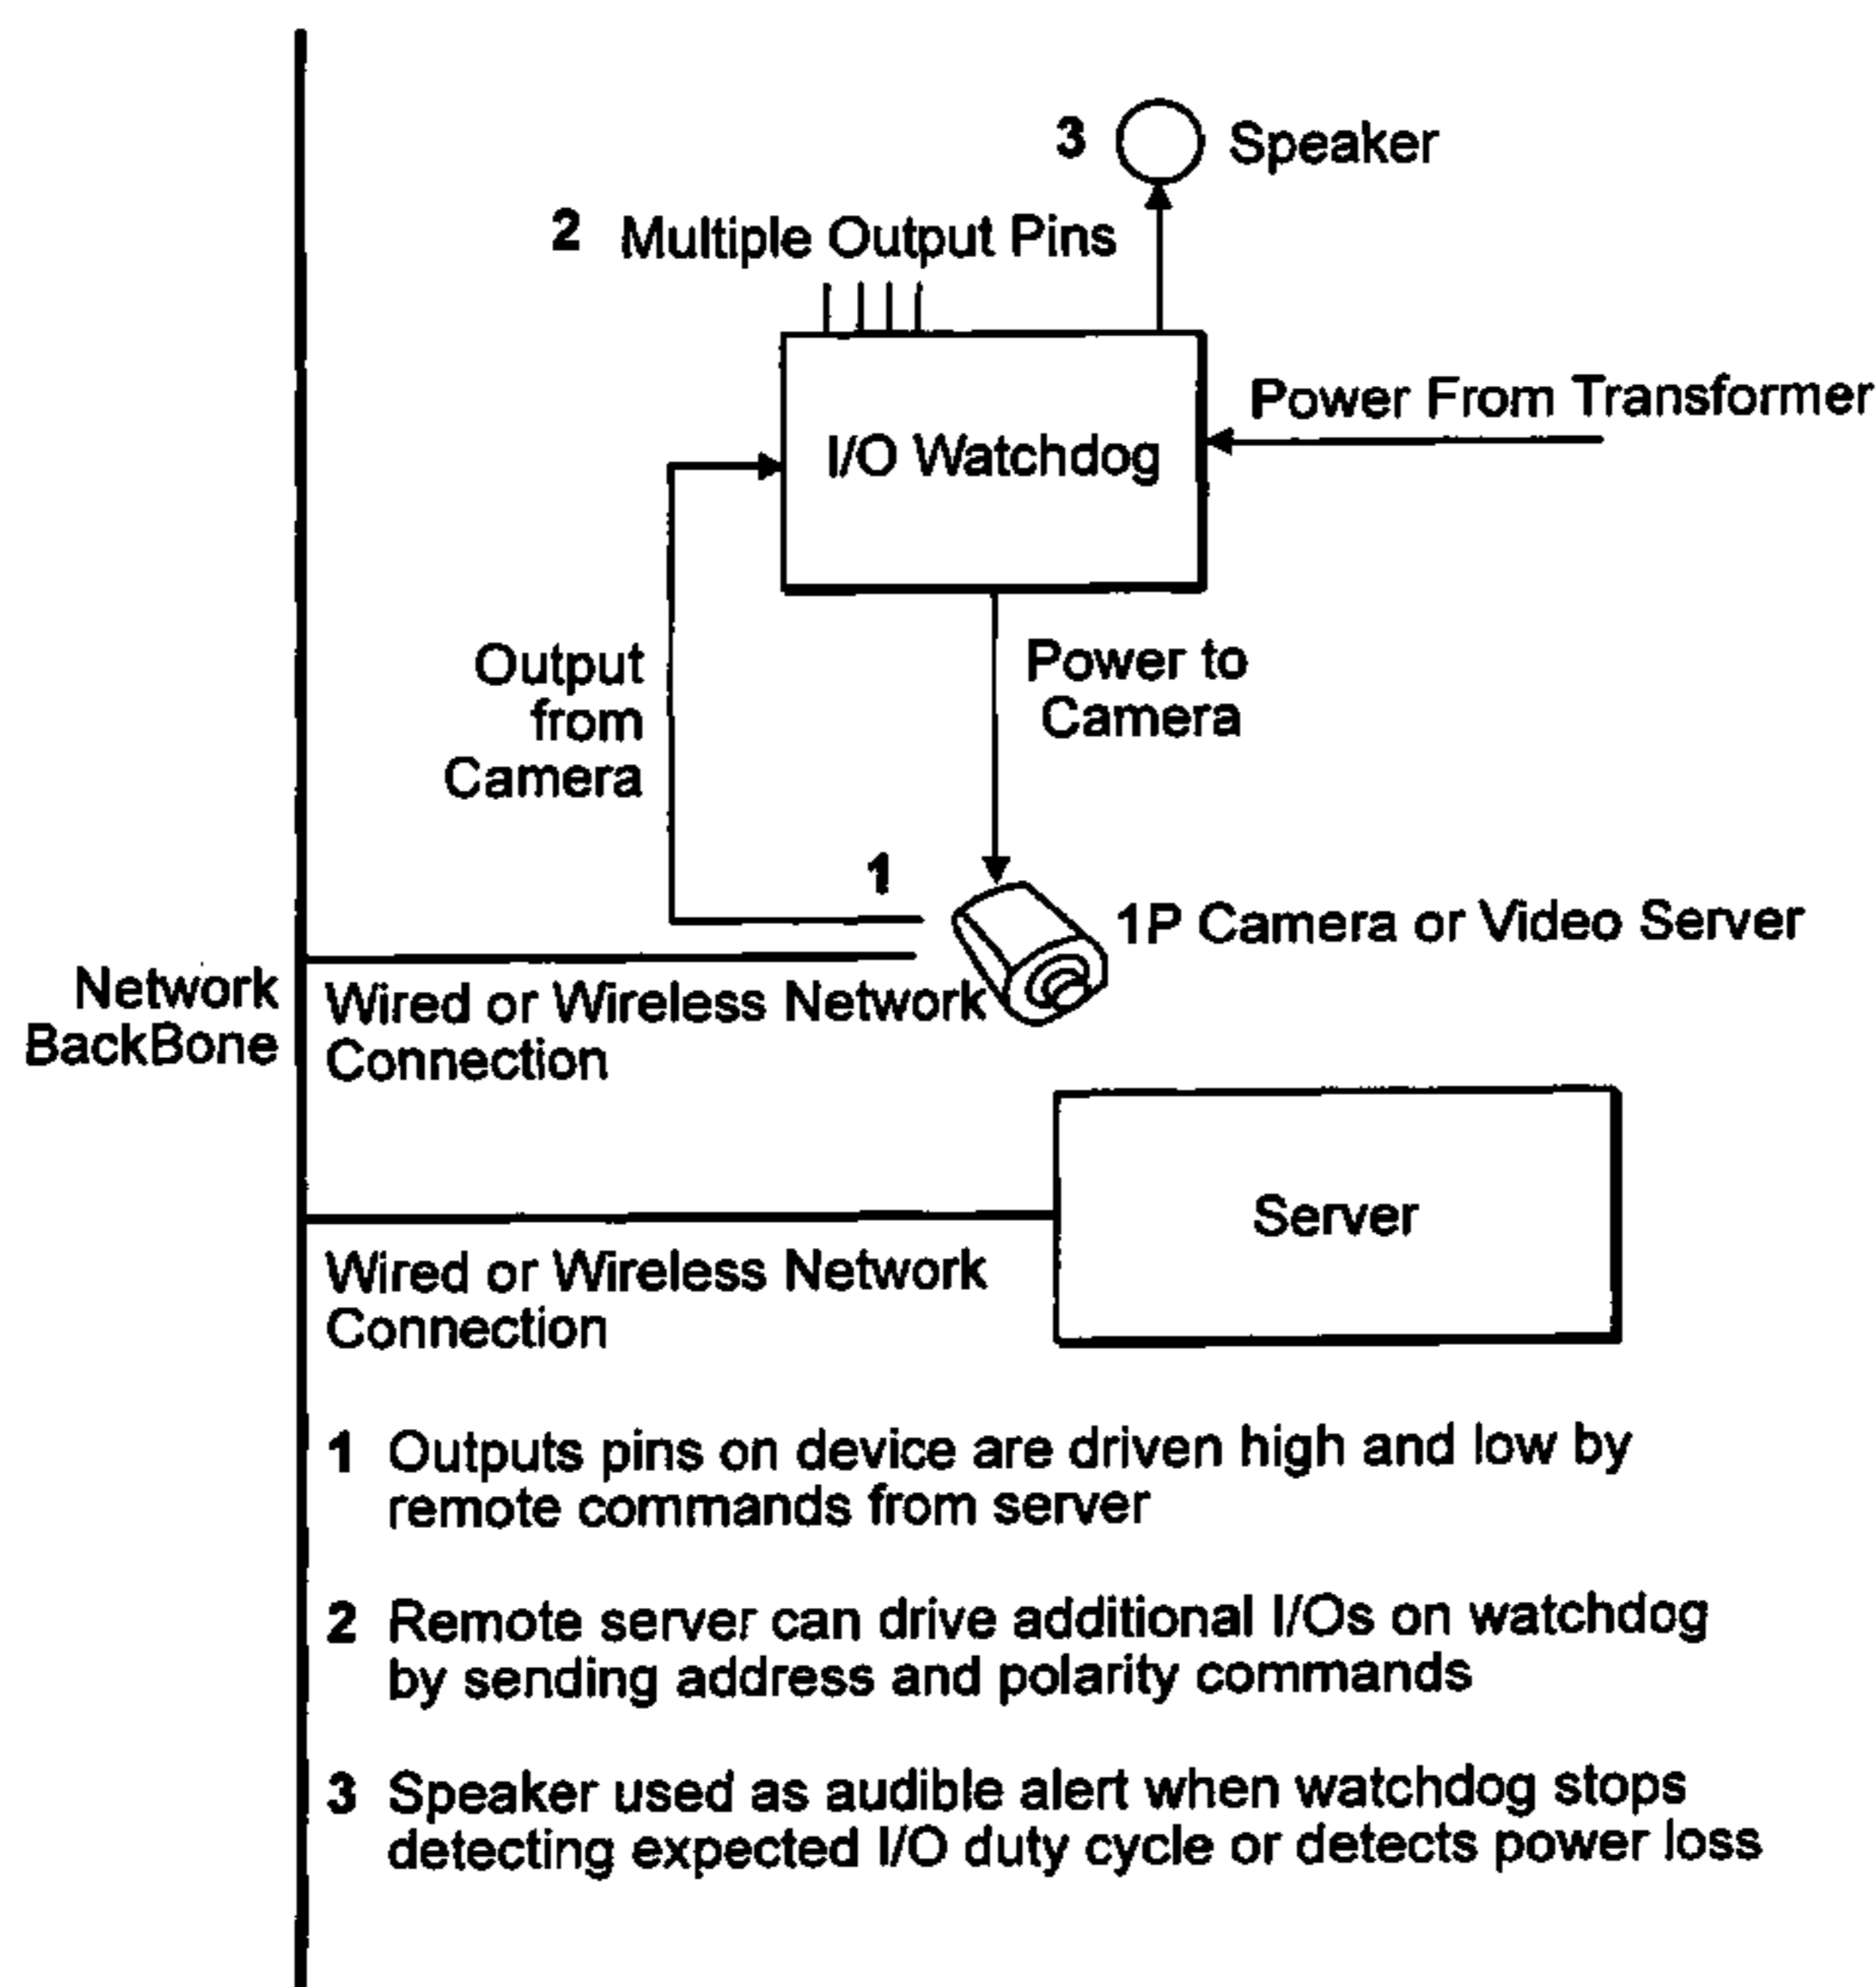 3 Speaker
2 Multiple Output Pins
Power From Transformer
I/O Watchdog
Output
from
Camera
Power to
Camera
1
1P Camera or Video Server
Network
BackBone
Wired or Wireless Network
Connection
Server
Wired or Wireless Network
Connection
1 Outputs pins on device are driven high and low by
remote commands from server
2 Remote server can drive additional I/Os on watchdog
by sending address and polarity commands
3 Speaker used as audible alert when watchdog stops
detecting expected I/O duty cycle or detects power loss